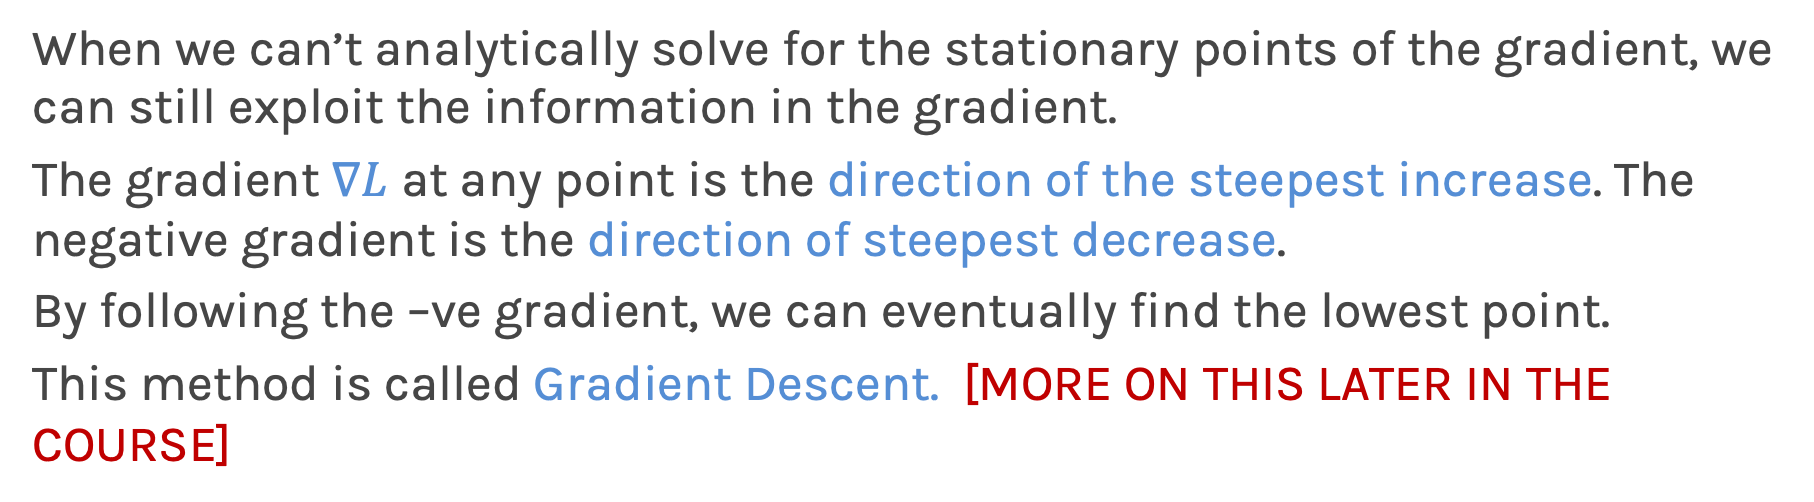 When we can’t analytically solve for the stationary points of the gradient, we
can still exploit the information in the gradient.
The gradient ∇𝐿 at any point is the direction of the steepest increase. The
negative gradient is the direction of steepest decrease.
By following the –ve gradient, we can eventually find the lowest point.
This method is called Gradient Descent. [MORE ON THIS LATER IN THE
COURSE]